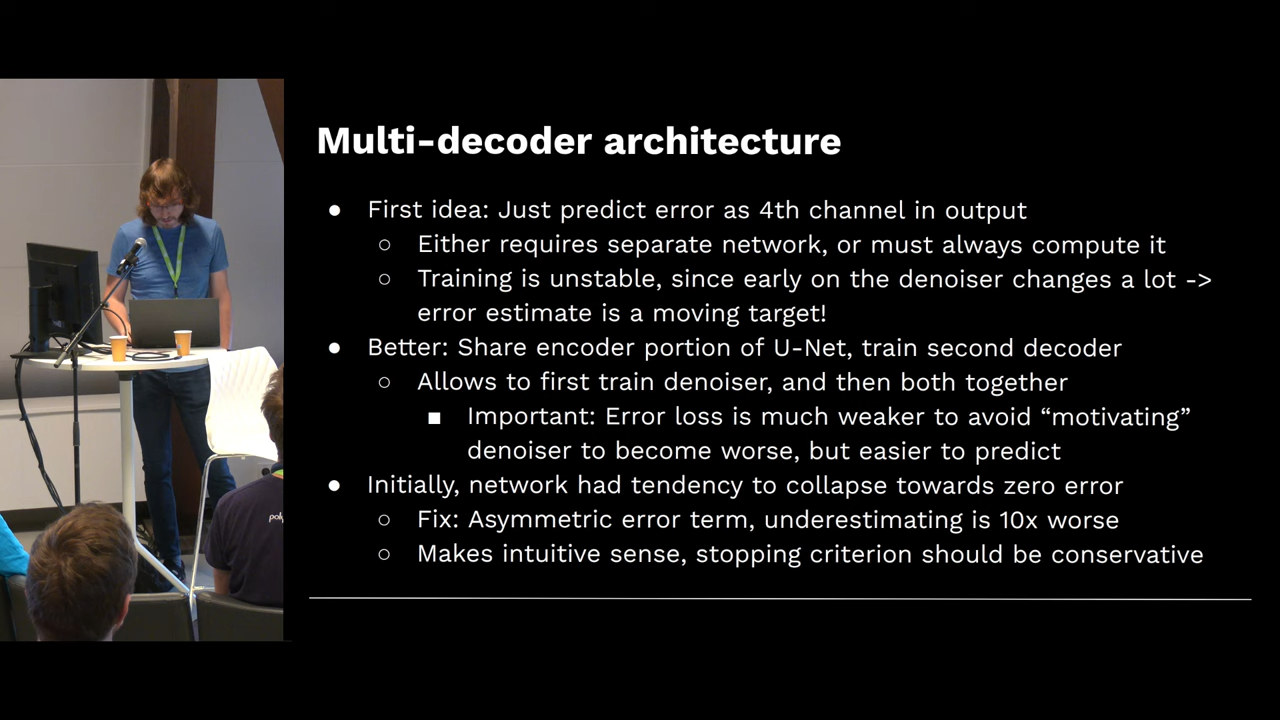 Multi-decoder architecture
● First idea: Just predict error as 4th channel in output
○ Either requires separate network, or must always compute it
○ Training is unstable, since early on the denoiser changes a lot ->
error estimate is a moving target!
● Better: Share encoder portion of U-Net, train second decoder
○ Allows to first train denoiser, and then both together
■ Important: Error loss is much weaker to avoid “motivating”
denoiser to become worse, but easier to predict
● Initially, network had tendency to collapse towards zero error
○ Fix: Asymmetric error term, underestimating is 10x worse
○ Makes intuitive sense, stopping criterion should be conservative